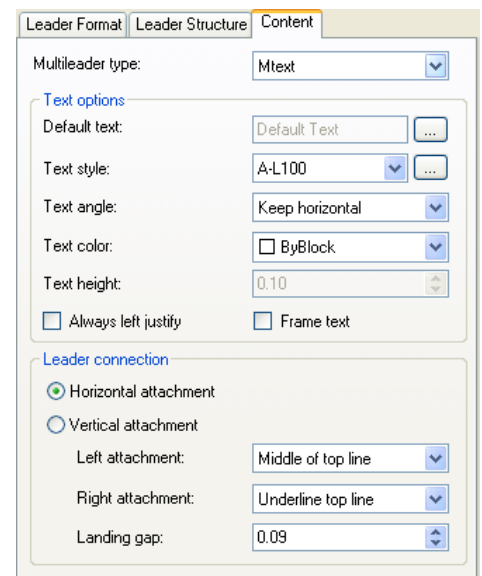 Leader Format Leader Structure Content
Multileader type: Mtext
Text options
Default text: Default Text ...
Text style: A-L100 ...
Text angle: Keep horizontal
Text color: ByBlock
Text height: 0.10
Always left justify Frame text
Leader connection
Horizontal attachment
Vertical attachment
Left attachment: Middle of top line
Right attachment: Underline top line
Landing gap: 0.09